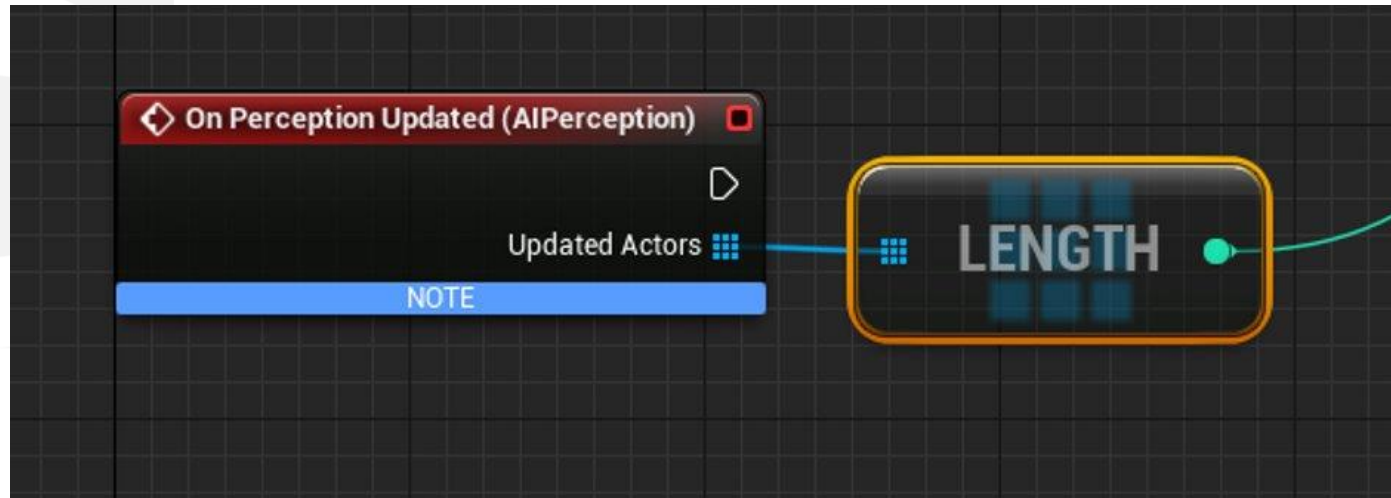 On Perception Updated (AIPerception)
Updated Actors
LENGTH
NOTE